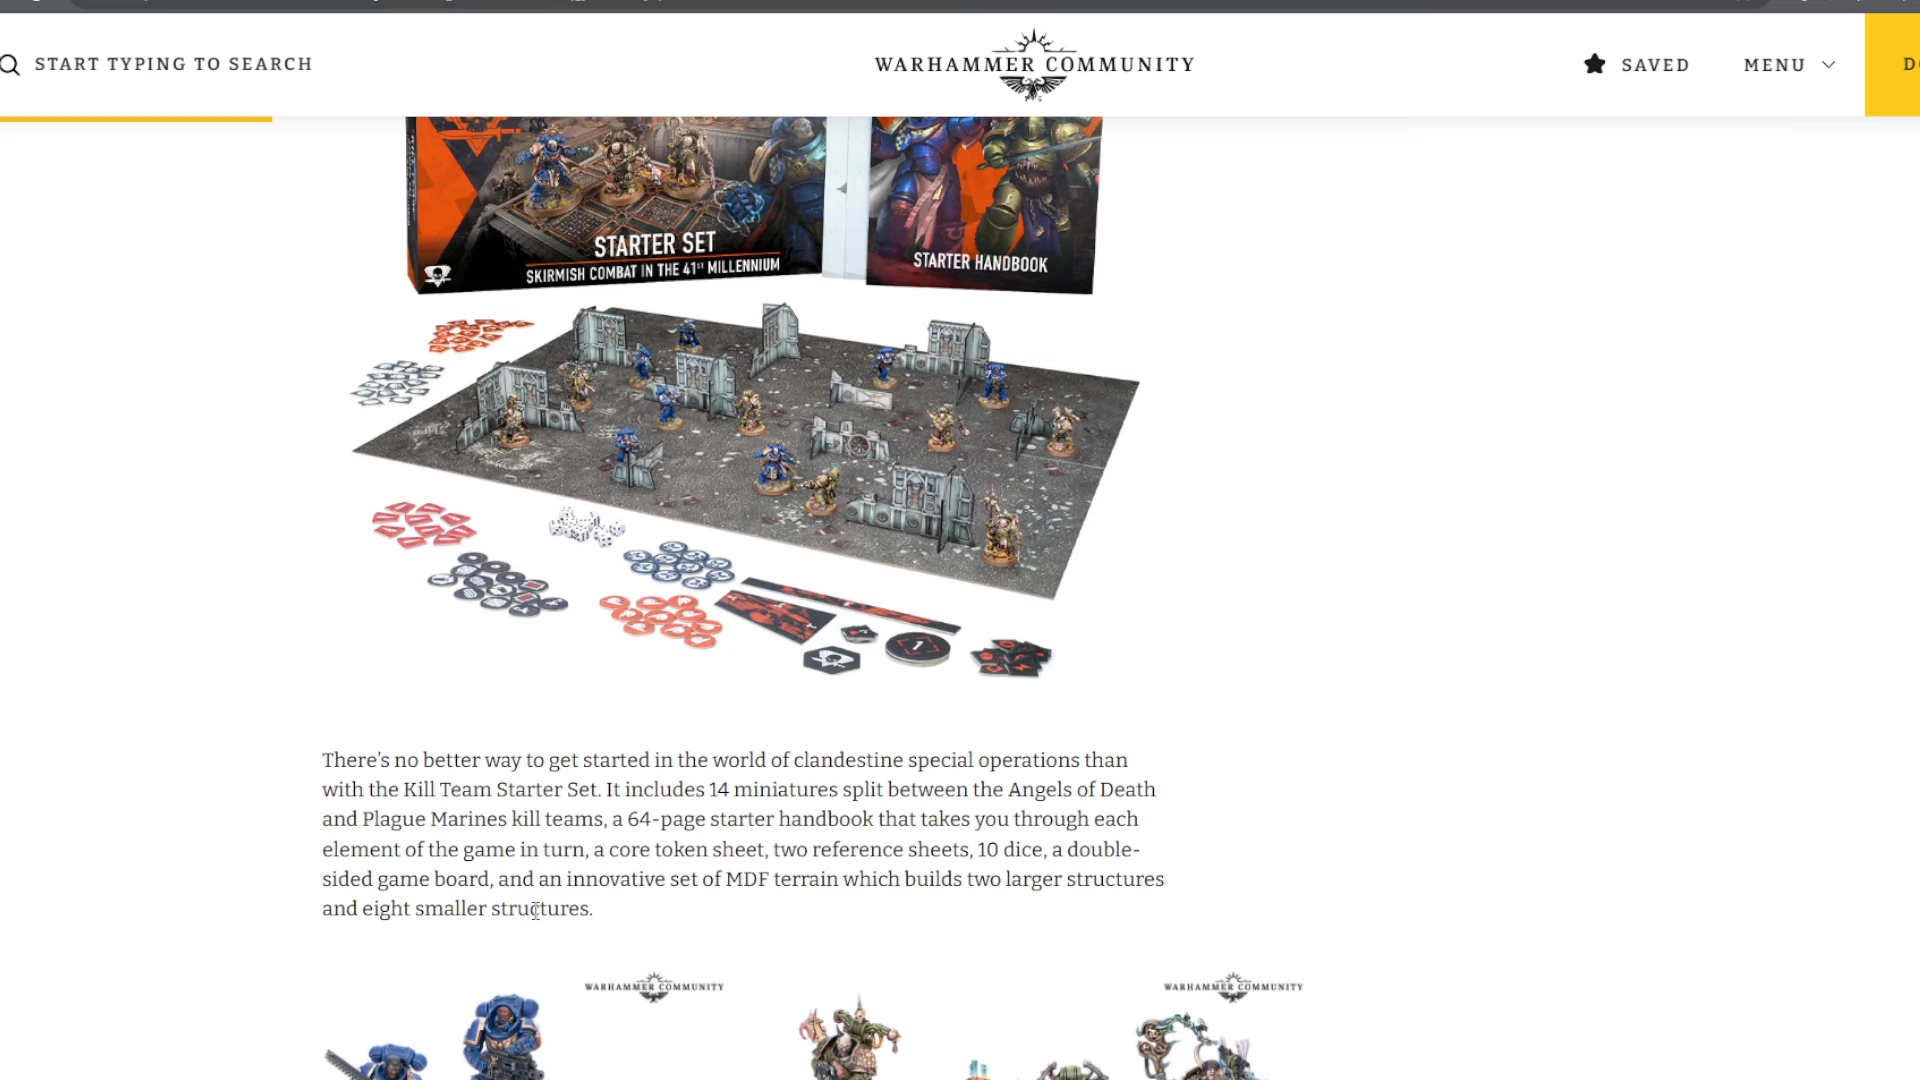 START TYPING TO SEARCH
WARHAMMER COMMUNITY
SAVED
MENU
STARTER SET
SKIRMISH COMBAT IN THE 41ST MILLENNIUM
STARTER HANDBOOK
1
There’s no better way to get started in the world of clandestine special operations than
with the Kill Team Starter Set. It includes 14 miniatures split between the Angels of Death
and Plague Marines kill teams, a 64-page starter handbook that takes you through each
element of the game in turn, a core token sheet, two reference sheets, 10 dice, a double-
sided game board, and an innovative set of MDF terrain which builds two larger structures
and eight smaller structures.
WARHAMMER COMMUNITY
WARHAMMER COMMUNITY